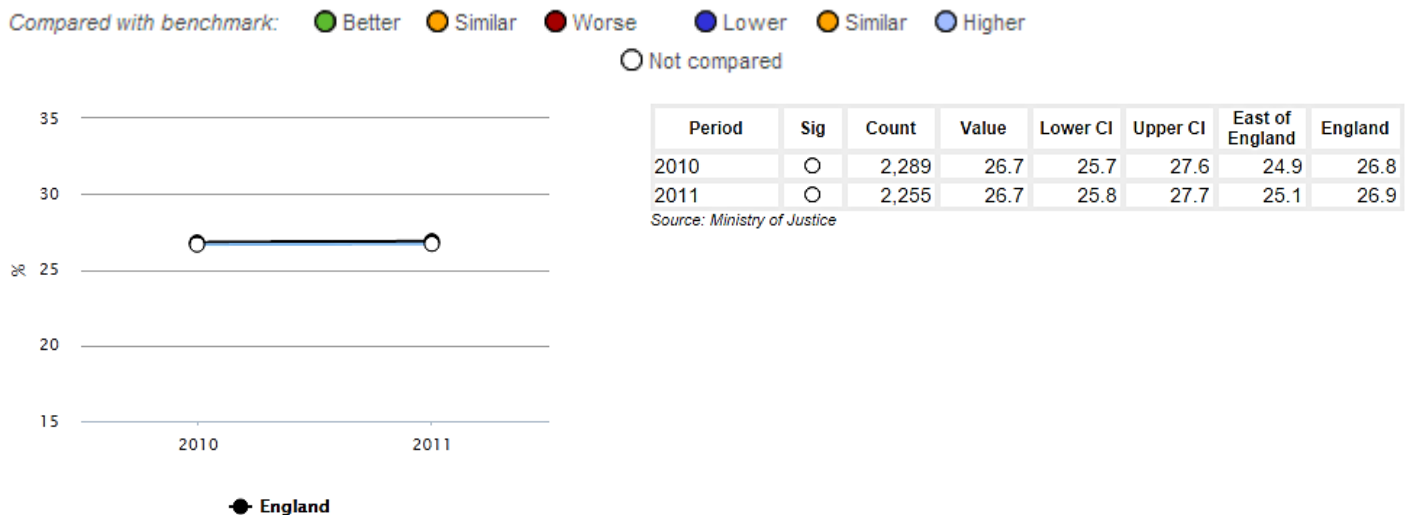 Compared with benchmark: Better Similar Worse Lower Similar Higher
Not compared
35
30
25
20
15
%
2010 2011
England
Period Sig Count Value Lower CI Upper CI East of England England
2010 2,289 26.7 25.7 27.6 24.9 26.8
2011 2,255 26.7 25.8 27.7 25.1 26.9
Source: Ministry of Justice